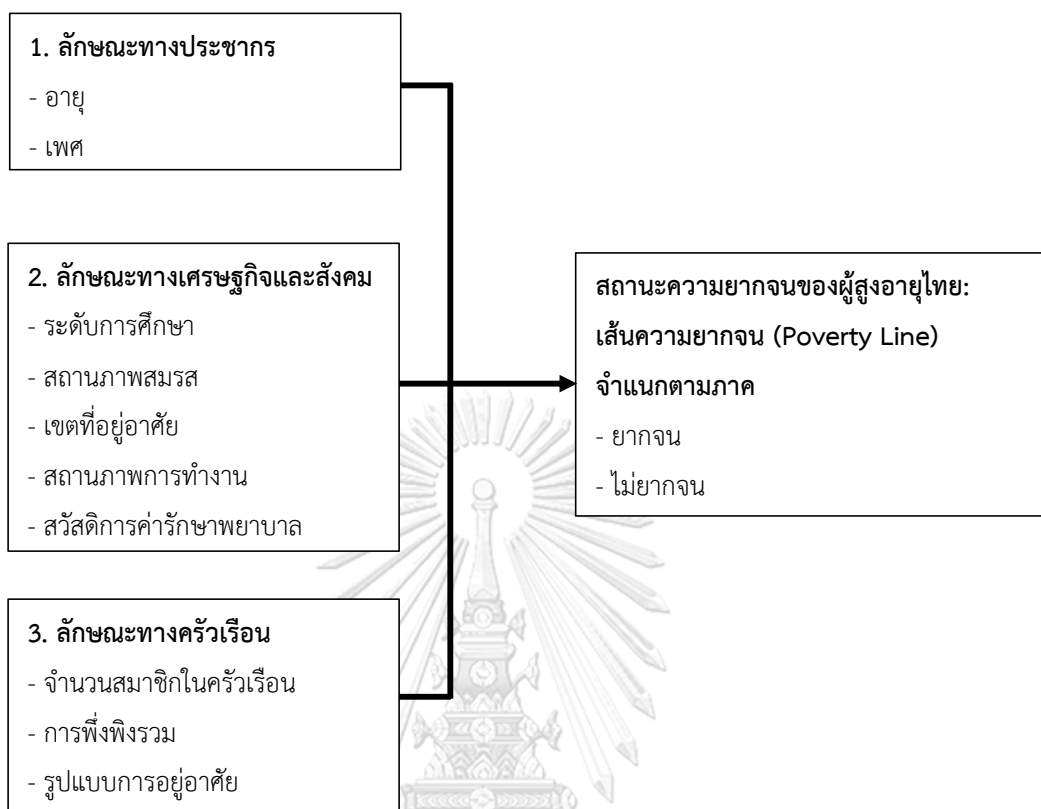 1. ลักษณะทางประชากร
- อายุ
- เพศ
2. ลักษณะทางเศรษฐกิจและสังคม
- ระดับการศึกษา
- สถานภาพสมรส
- เขตที่อยู่อาศัย
- สถานภาพการทำงาน
- สวัสดิการค่ารักษาพยาบาล
3. ลักษณะทางครัวเรือน
- จำนวนสมาชิกในครัวเรือน
- การพึ่งพิงรวม
- รูปแบบการอยู่อาศัย
สถานะความยากจนของผู้สูงอายุไทย:
เส้นความยากจน (Poverty Line)
จำแนกตามภาค
- ยากจน
- ไม่ยากจน